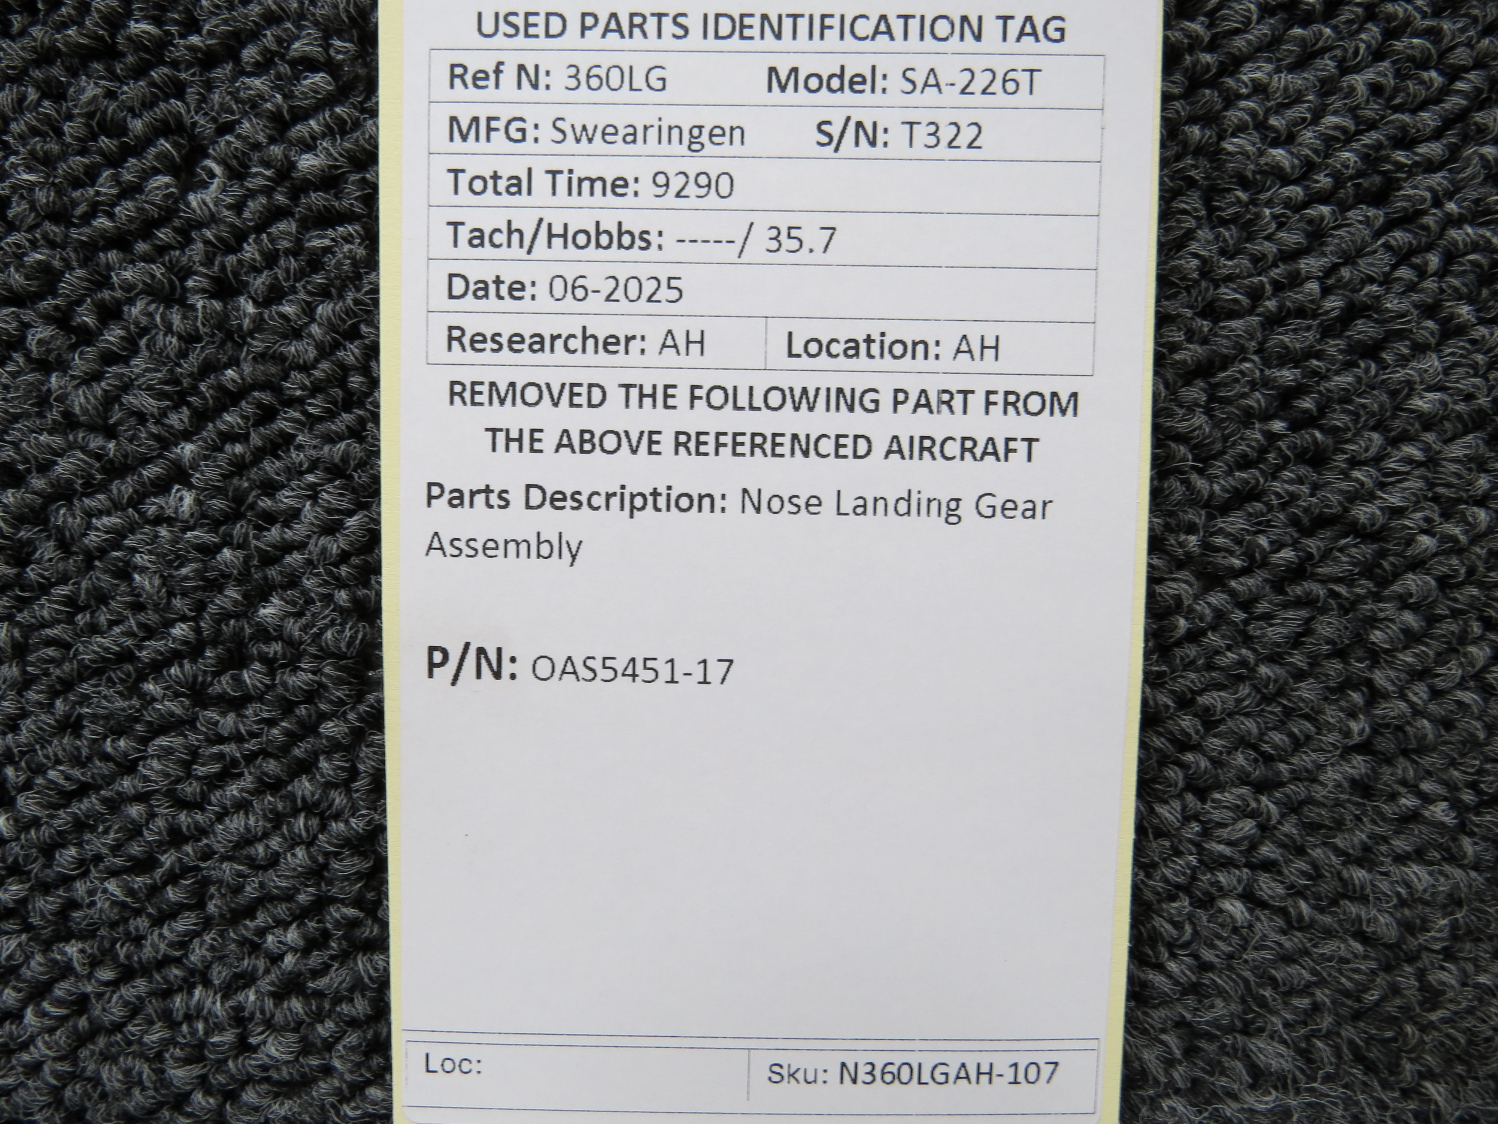 USED PARTS IDENTIFICATION TAG
Ref N: 360LG Model: SA-226T
MFG: Swearingen S/N: T322
Total Time: 9290
Tach/Hobbs: -----/ 35.7
Date: 06-2025
Researcher: AH Location: AH
REMOVED THE FOLLOWING PART FROM
THE ABOVE REFERENCED AIRCRAFT
Parts Description: Nose Landing Gear
Assembly
P/N: OAS5451-17
Loc: Sku: N360LGAH-107